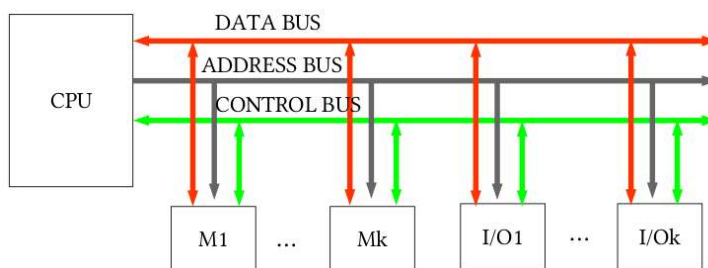 DATA BUS
ADDRESS BUS
CPU
CONTROL BUS
M1 ... Mk I/O1 ... I/Ok